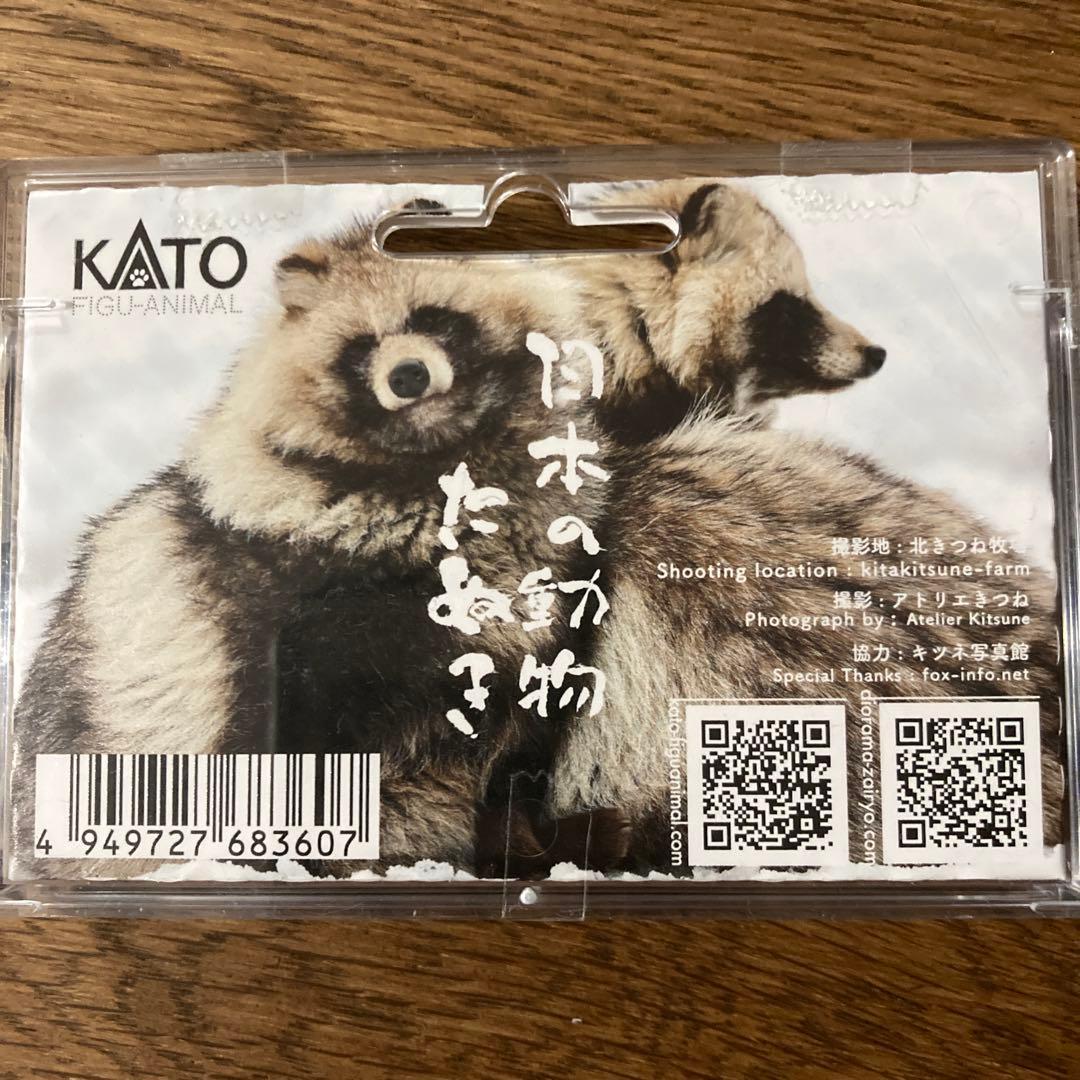 KATO
FIGU-ANIMAL
日本の動物
たぬき
撮影地：北きつね牧場
Shooting location : kitakitsune-farm
撮影：アトリエきつね
Photograph by : Atelier Kitsune
協力：キツネ写真館
Special Thanks : fox-info.net
kato.figuanimal.com
diorama-zairyo.com
4 949727 683607